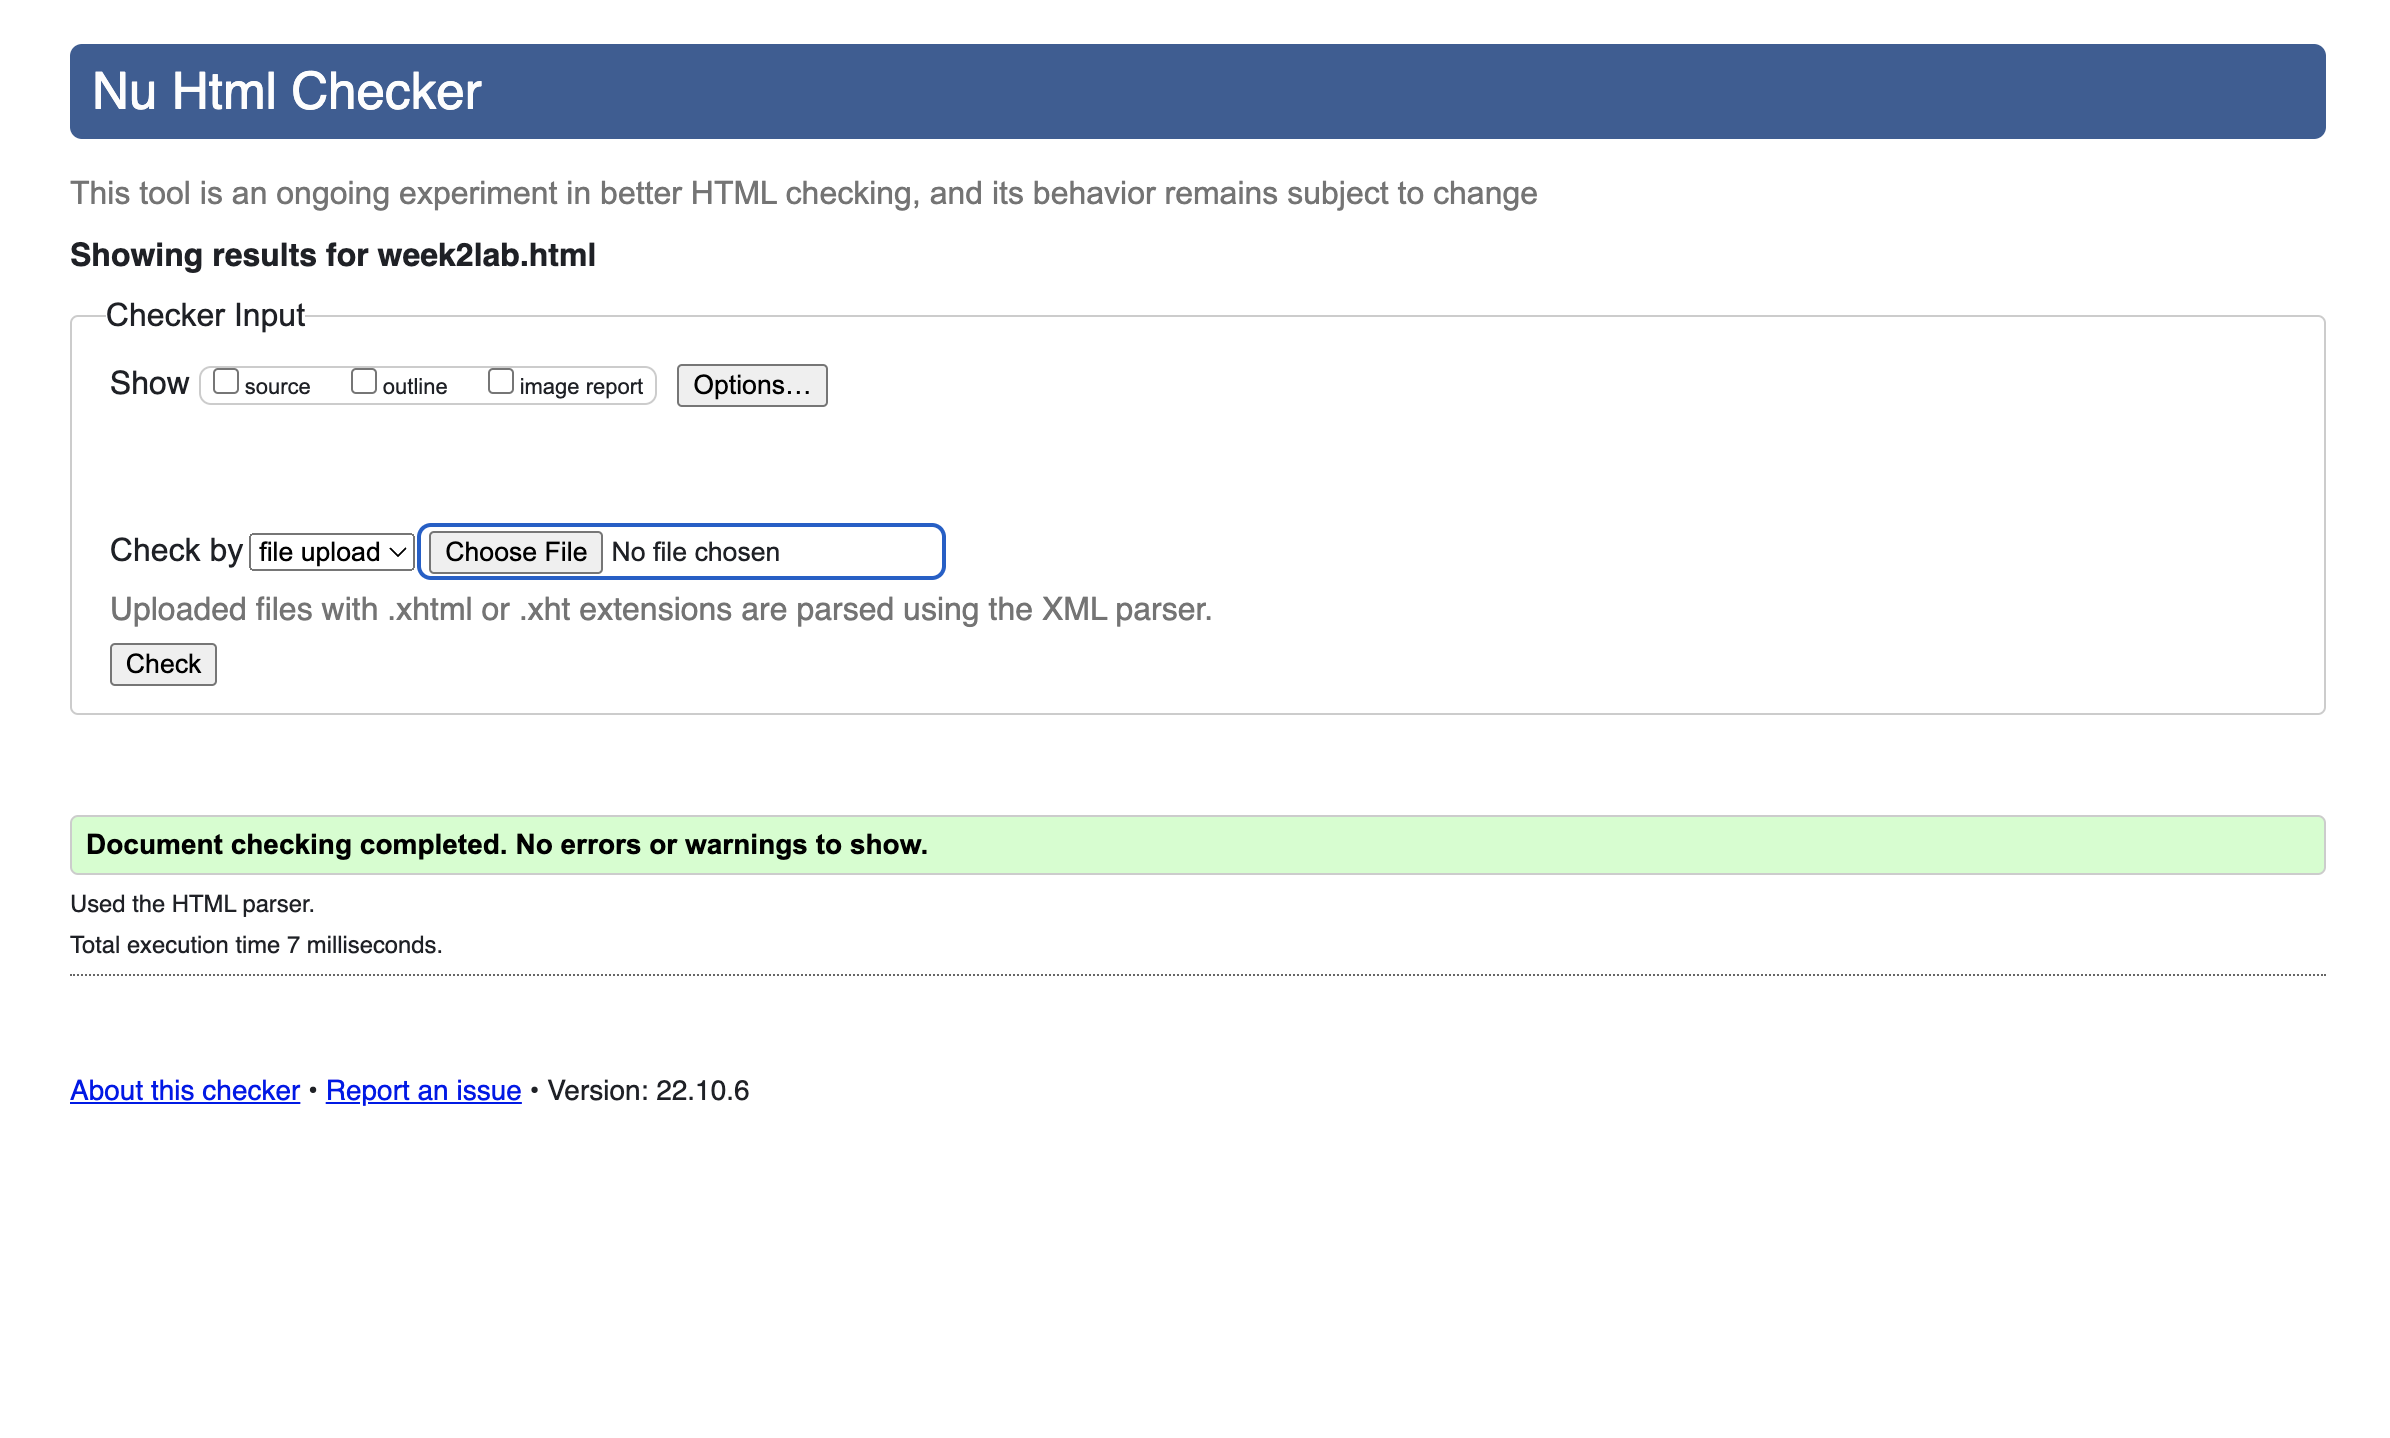 Nu Html Checker
This tool is an ongoing experiment in better HTML checking, and its behavior remains subject to change
Showing results for week2lab.html
Checker Input
Show source outline image report Options…
Check by file upload Choose File No file chosen
Uploaded files with .xhtml or .xht extensions are parsed using the XML parser.
Check
Document checking completed. No errors or warnings to show.
Used the HTML parser.
Total execution time 7 milliseconds.
About this checker • Report an issue • Version: 22.10.6